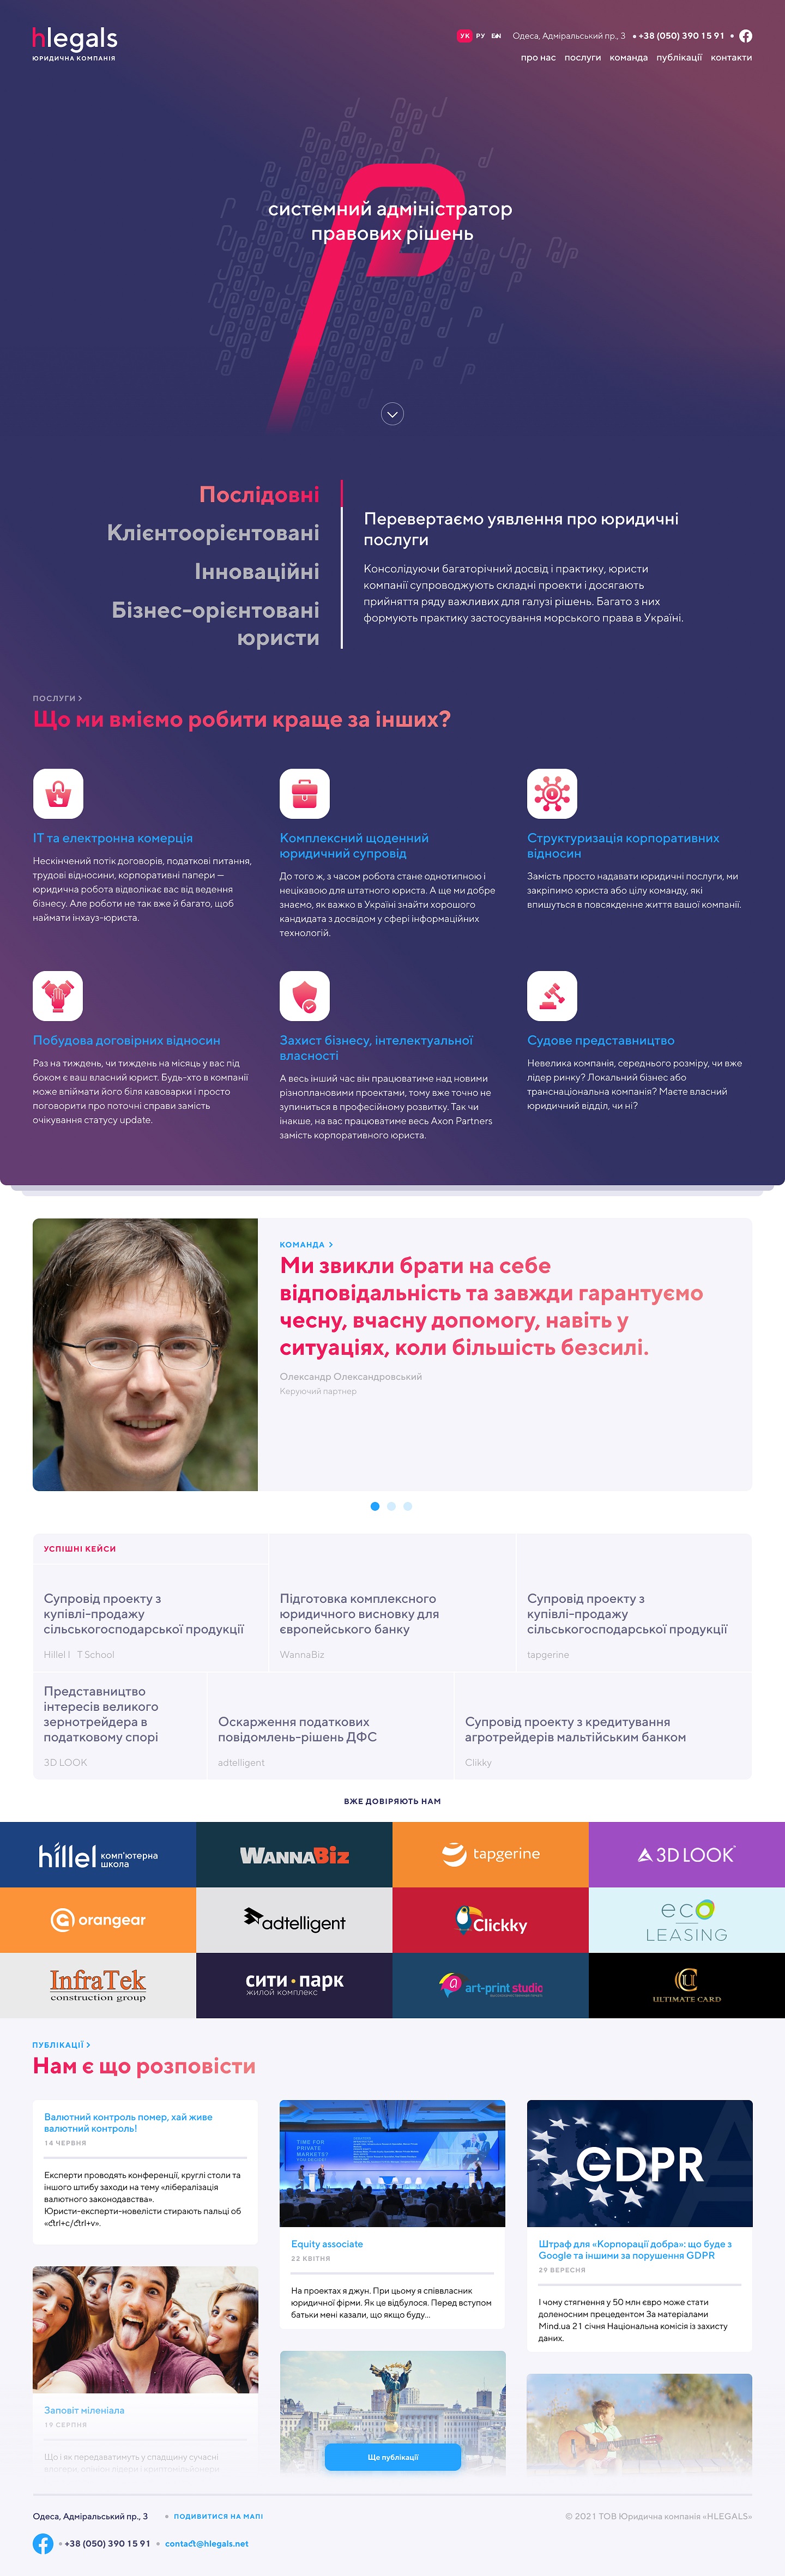 hlegals
ЮРИДИЧНА КОМПАНІЯ
УК РУ EN
Одеса, Адміральський пр., 3 • +38 (050) 390 15 91 •
про нас послуги команда публікації контакти
системний адміністратор
правових рішень
Послідовні
Клієнтоорієнтовані
Інноваційні
Бізнес-орієнтовані
юристи
Перевертаємо уявлення про юридичні
послуги
Консолідуючи багаторічний досвід і практику, юристи
компанії супроводжують складні проекти і досягають
прийняття ряду важливих для галузі рішень. Багато з них
формують практику застосування морського права в Україні.
ПОСЛУГИ >
Що ми вміємо робити краще за інших?
ІТ та електронна комерція
Нескінчений потік договорів, податкові питання,
трудові відносини, корпоративні папери —
юридична робота відволікає вас від ведення
бізнесу. Але роботи не так вже й багато, щоб
наймати інхауз-юриста.
Комплексний щоденний
юридичний супровід
До того ж, з часом робота стане однотипною і
нецікавою для штатного юриста. А ще ми добре
знаємо, як важко в Україні знайти хорошого
кандидата з досвідом у сфері інформаційних
технологій.
Структуризація корпоративних
відносин
Замість просто надавати юридичні послуги, ми
закріпимо юриста або цілу команду, які
впишуться в повсякденне життя вашої компанії.
Побудова договірних відносин
Раз на тиждень, чи тиждень на місяць у вас під
боком є ваш власний юрист. Будь-хто в компанії
може впіймати його біля кавоварки і просто
поговорити про поточні справи замість
очікування статусу update.
Захист бізнесу, інтелектуальної
власності
А весь інший час він працюватиме над новими
різноплановими проектами, тому вже точно не
зупиниться в професійному розвитку. Так чи
інакше, на вас працюватиме весь Axon Partners
замість корпоративного юриста.
Судове представництво
Невелика компанія, середнього розміру, чи вже
лідер ринку? Локальний бізнес або
транснаціональна компанія? Маєте власний
юридичний відділ, чи ні?
КОМАНДА >
Ми звикли брати на себе
відповідальність та завжди гарантуємо
чесну, вчасну допомогу, навіть у
ситуаціях, коли більшість безсилі.
Олександр Олександровський
Керуючий партнер
УСПІШНІ КЕЙСИ
Супровід проекту з
купівлі-продажу
сільськогосподарської продукції
Hillel I T School
Підготовка комплексного
юридичного висновку для
європейського банку
WannaBiz
Супровід проекту з
купівлі-продажу
сільськогосподарської продукції
tapgerine
Представництво
інтересів великого
зернотрейдера в
податковому спорі
3D LOOK
Оскарження податкових
повідомлень-рішень ДФС
adtelligent
Супровід проекту з кредитування
агротрейдерів мальтійським банком
Clikky
ВЖЕ ДОВІРЯЮТЬ НАМ
hillel комп'ютерна
школа
WANNABIZ
tapgerine
3D LOOK
orangear
adtelligent
Clickky
eco
LEASING
InfraTek
construction group
сити•парк
жилой комплекс
art-print studio
ULTIMATE CARD
ПУБЛІКАЦІЇ >
Нам є що розповісти
Валютний контроль помер, хай живе
валютний контроль!
14 ЧЕРВНЯ
Експерти проводять конференції, круглі столи та
іншого штибу заходи на тему «лібералізація
валютного законодавства».
Юристи-експерти-новелісти стирають пальці об
«ctrl+c/ctrl+v».
TIME FOR
PRIVATE
MARKETS?
Equity associate
22 КВІТНЯ
На проектах я джун. При цьому я співвласник
юридичної фірми. Як це відбулося. Перед вступом
батьки мені казали, що якщо буду...
GDPR
Штраф для «Корпорації добра»: що буде з
Google та іншими за порушення GDPR
29 ВЕРЕСНЯ
І чому стягнення у 50 млн євро може стати
доленосним прецедентом За матеріалами
Mind.ua 21 січня Національна комісія із захисту
даних.
Заповіт міленіала
19 СЕРПНЯ
Що і як передаватимуть у спадщину сучасні
Ще публікації
Одеса, Адміральський пр., 3 • ПОДИВИТИСЯ НА МАПІ
© 2021 ТОВ Юридична компанія «HLEGALS»
• +38 (050) 390 15 91 • contact@hlegals.net